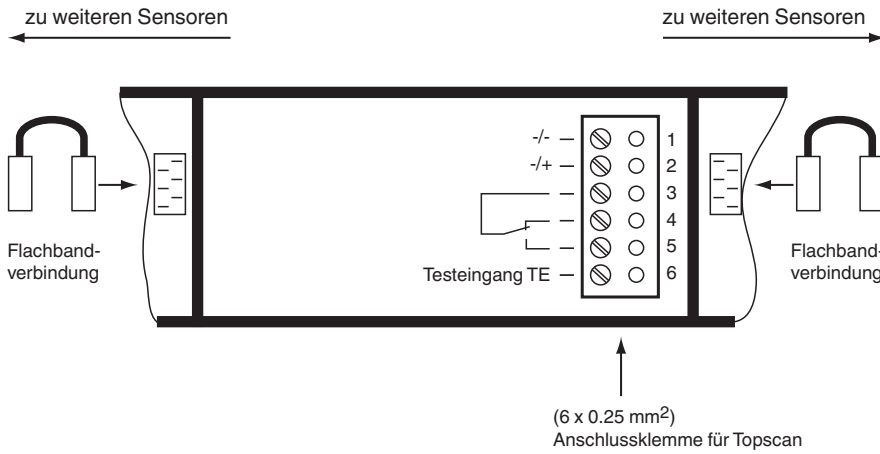 zu weiteren Sensoren
zu weiteren Sensoren
-/-
1
-/+
2
3
4
5
Testeingang TE
6
Flachband-
verbindung
Flachband-
verbindung
(6 x 0.25 mm²)
Anschlussklemme für Topscan